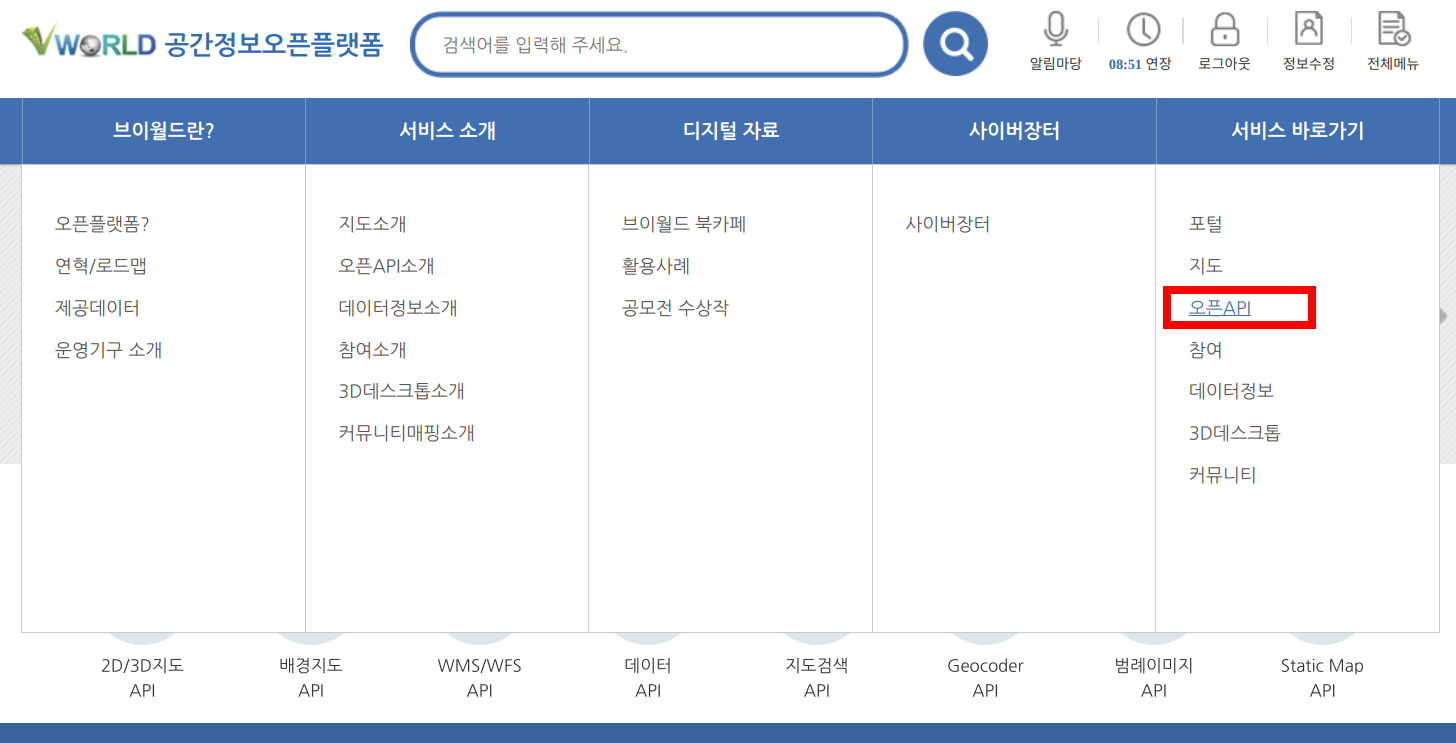 VWORLD 공간정보오픈플랫폼
검색어를 입력해 주세요.
알림마당
08:51 연장
로그아웃
정보수정
전체메뉴
브이월드란?
서비스 소개
디지털 자료
사이버장터
서비스 바로가기
오픈플랫폼?
연혁/로드맵
제공데이터
운영기구 소개
지도소개
오픈API소개
데이터정보소개
참여소개
3D데스크톱소개
커뮤니티매핑소개
브이월드 북카페
활용사례
공모전 수상작
사이버장터
포털
지도
오픈API
참여
데이터정보
3D데스크톱
커뮤니티
2D/3D지도
API
배경지도
API
WMS/WFS
API
데이터
API
지도검색
API
Geocoder
API
범례이미지
API
Static Map
API